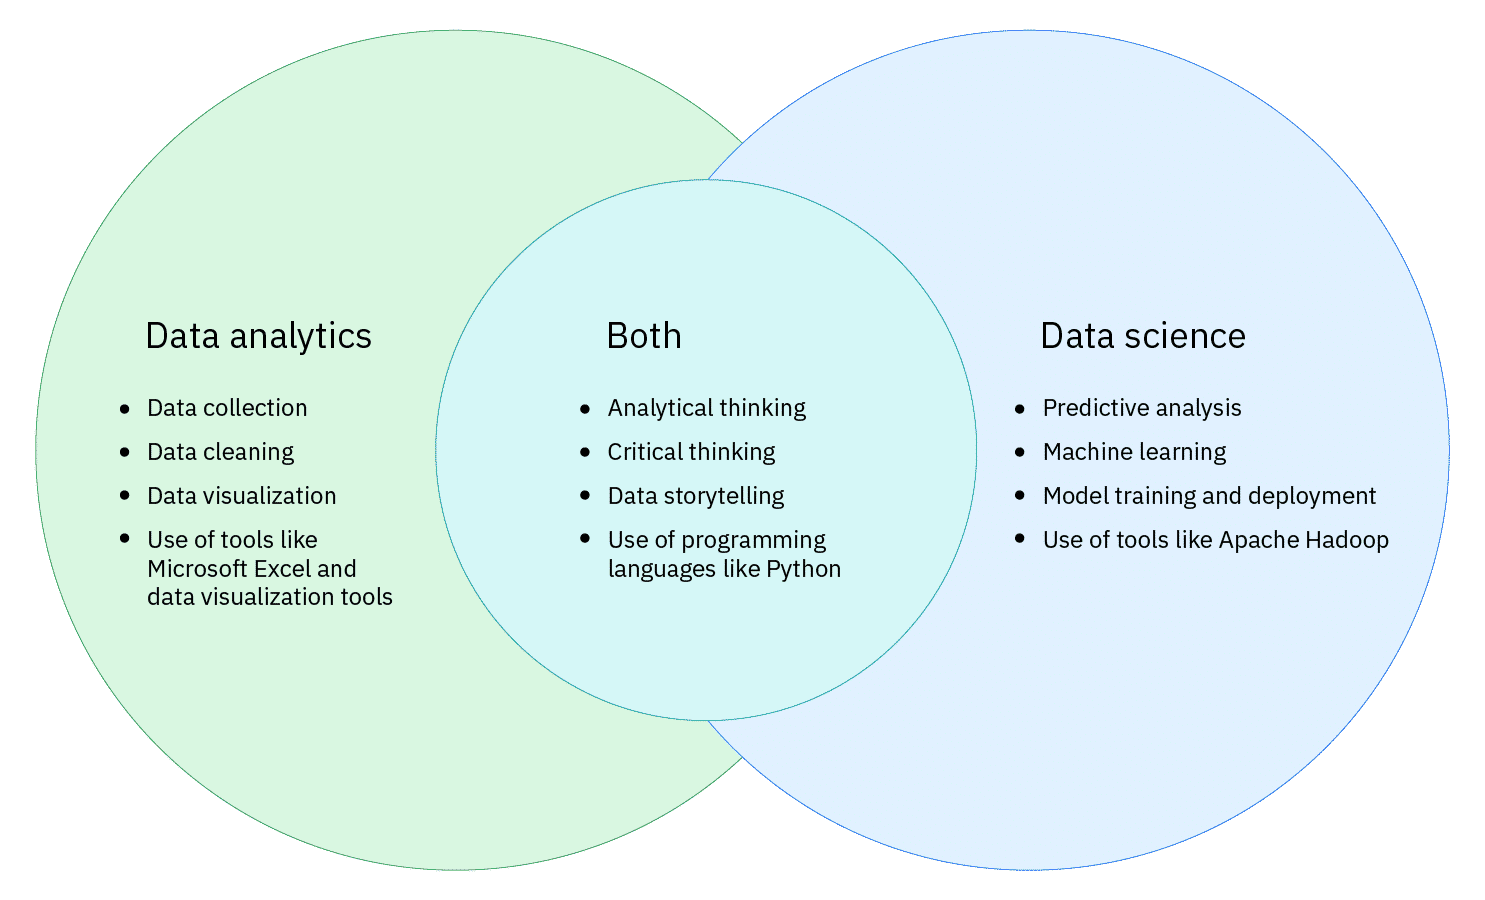 Data analytics
Data collection
Data cleaning
Data visualization
Use of tools like
Microsoft Excel and
data visualization tools
Both
Analytical thinking
Critical thinking
Data storytelling
Use of programming
languages like Python
Data science
Predictive analysis
Machine learning
Model training and deployment
Use of tools like Apache Hadoop